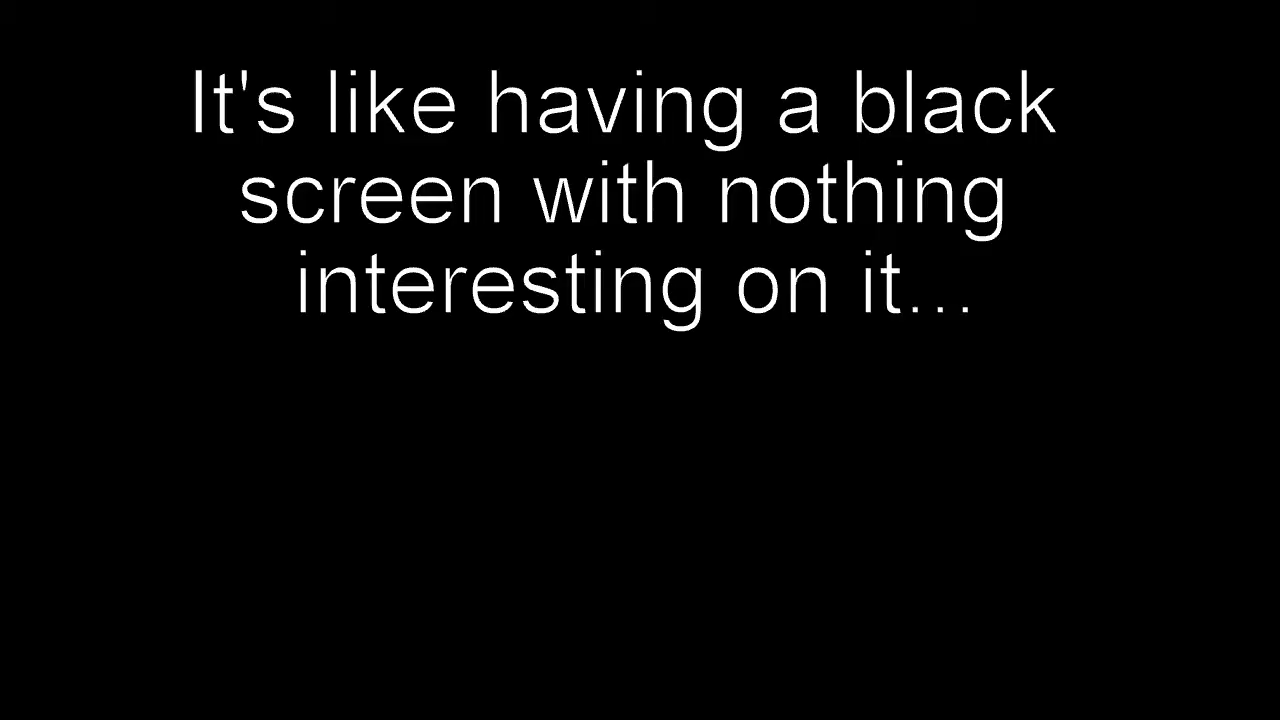 It's like having a black
screen with nothing
interesting on it...